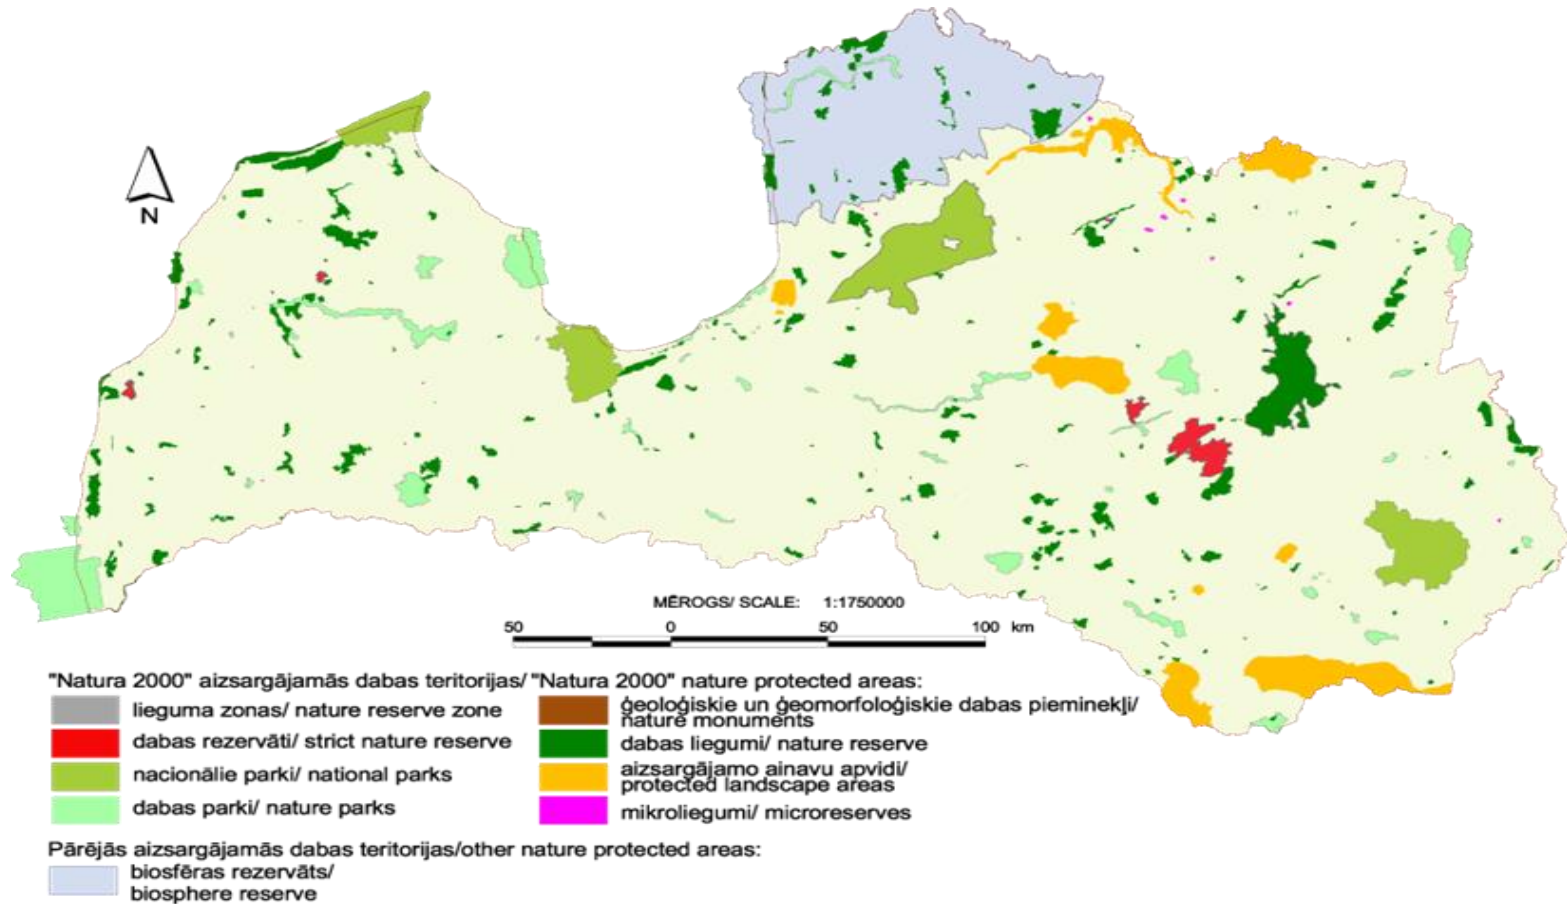 N
MĒROGS/ SCALE: 1:1750000
50 0 50 100 km
"Natura 2000" aizsargājamās dabas teritorijas/ "Natura 2000" nature protected areas:
lieguma zonas/ nature reserve zone
dabas rezervāti/ strict nature reserve
nacionālie parki/ national parks
dabas parki/ nature parks
ģeoloģiskie un ģeomorfoloģiskie dabas pieminekļi/
nature monuments
dabas liegumi/ nature reserve
aizsargājamo ainavu apvidi/
protected landscape areas
mikroliegumi/ microreserves
Pārējās aizsargājamās dabas teritorijas/other nature protected areas:
biosfēras rezervāts/
biosphere reserve